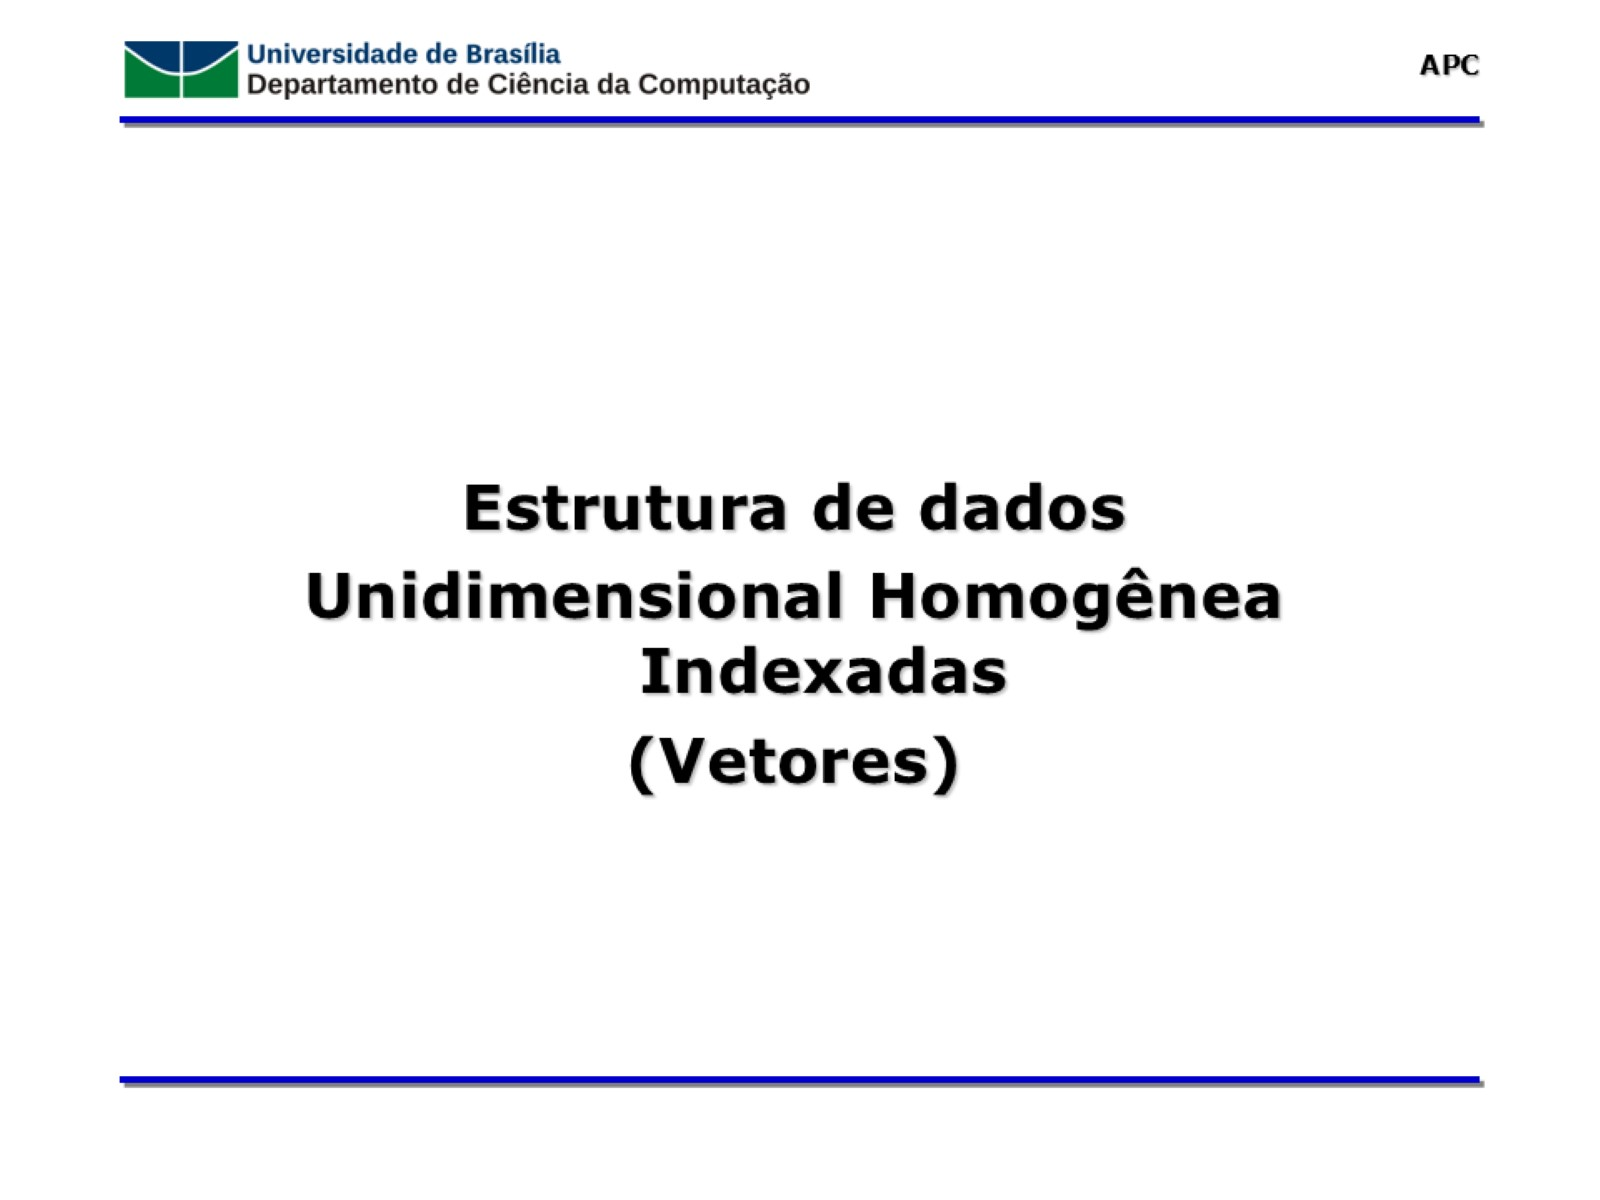 Universidade de Brasília
Departamento de Ciência da Computação
APC
Estrutura de dados
Unidimensional Homogênea
Indexadas
(Vetores)